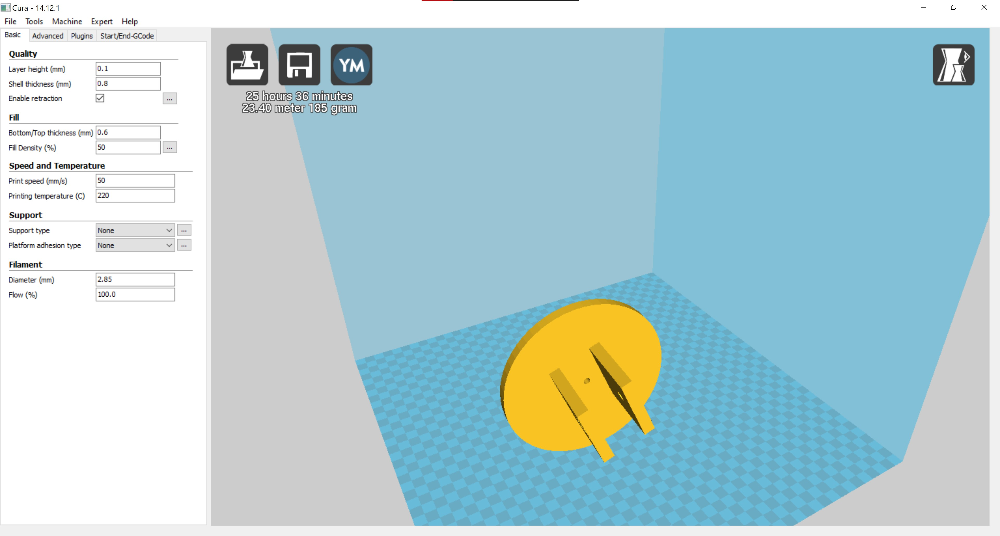 Cura - 14.12.1
File Tools Machine Expert Help
Basic Advanced Plugins Start/End-GCode
Quality
Layer height (mm) 0.1
Shell thickness (mm) 0.8
Enable retraction ...
Fill
Bottom/Top thickness (mm) 0.6
Fill Density (%) 50 ...
Speed and Temperature
Print speed (mm/s) 50
Printing temperature (C) 220
Support
Support type None ...
Platform adhesion type None ...
Filament
Diameter (mm) 2.85
Flow (%) 100.0
YM
25 hours 36 minutes
23.40 meter 185 gram